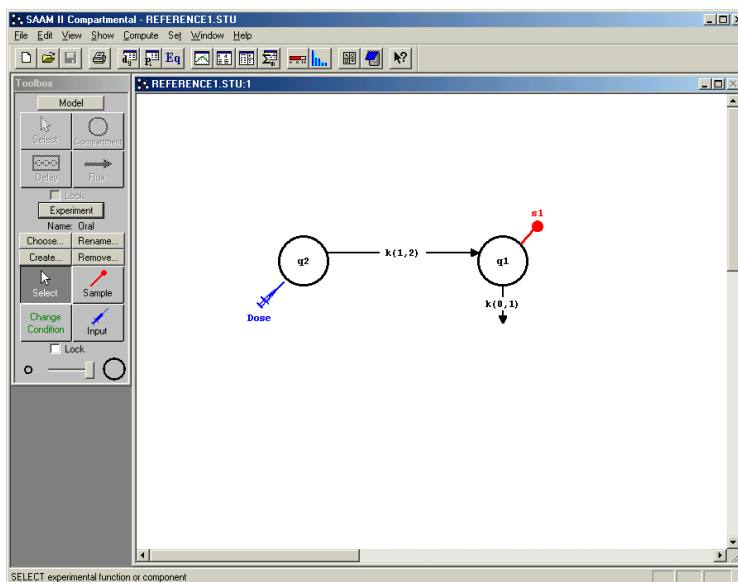 SAAM II Compartmental - REFERENCE1.STU
File Edit View Show Compute Set Window Help
Eq
Toolbox
Model
Select
Compartment
Delay
Flux
Lock
Experiment
Name: Oral
Choose... Rename...
Create... Remove...
Select
Sample
Change
Condition
Input
Lock
REFERENCE1.STU:1
s1
q2
k(1,2)
q1
k(0,1)
Dose
SELECT experimental function or component